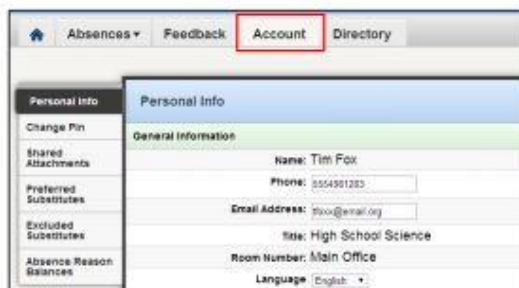 Absences Feedback Account Directory
Personal Info
Change Pin
Shared
Attachments
Preferred
Substitutes
Excluded
Substitutes
Absence Reason
Balances
Personal Info
General Information
Name: Tim Fox
Phone:
Email Address:
Title: High School Science
Room Number: Main Office
Language English